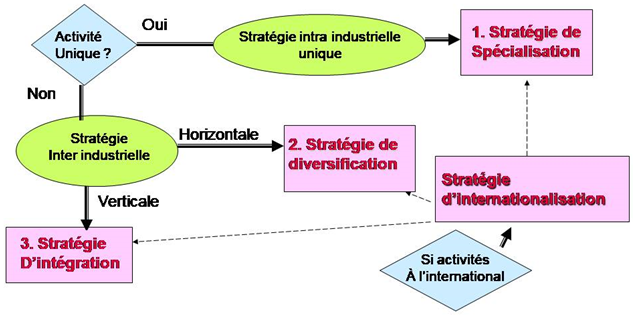 Activité
Unique ?
Oui
Stratégie intra industrielle
unique
1. Stratégie de
Spécialisation
Non
Stratégie
Inter industrielle
Horizontale
2. Stratégie de
diversification
Stratégie
d'internationalisation
Verticale
3. Stratégie
D'intégration
Si activités
À l'international